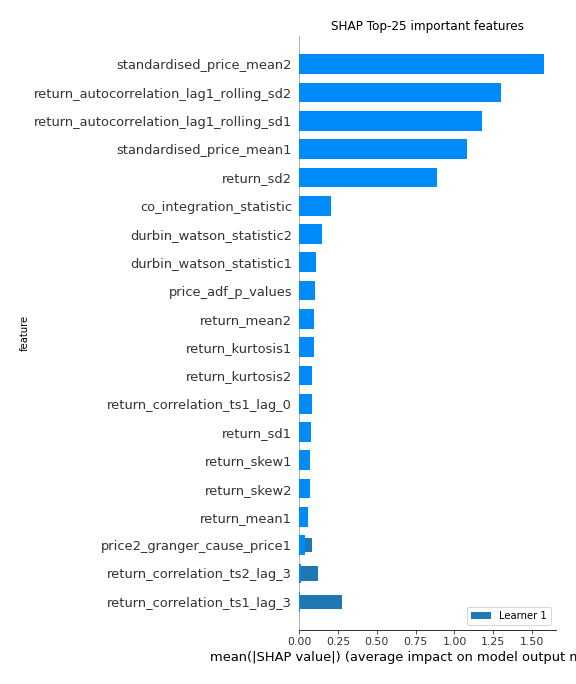 SHAP Top-25 important features
standardised_price_mean2
return_autocorrelation_lag1_rolling_sd2
return_autocorrelation_lag1_rolling_sd1
standardised_price_mean1
return_sd2
co_integration_statistic
durbin_watson_statistic2
durbin_watson_statistic1
price_adf_p_values
return_mean2
return_kurtosis1
return_kurtosis2
return_correlation_ts1_lag_0
return_sd1
return_skew1
return_skew2
return_mean1
price2_granger_cause_price1
return_correlation_ts2_lag_3
return_correlation_ts1_lag_3
feature
Learner 1
0.00 0.25 0.50 0.75 1.00 1.25 1.50
mean(|SHAP value|) (average impact on model output